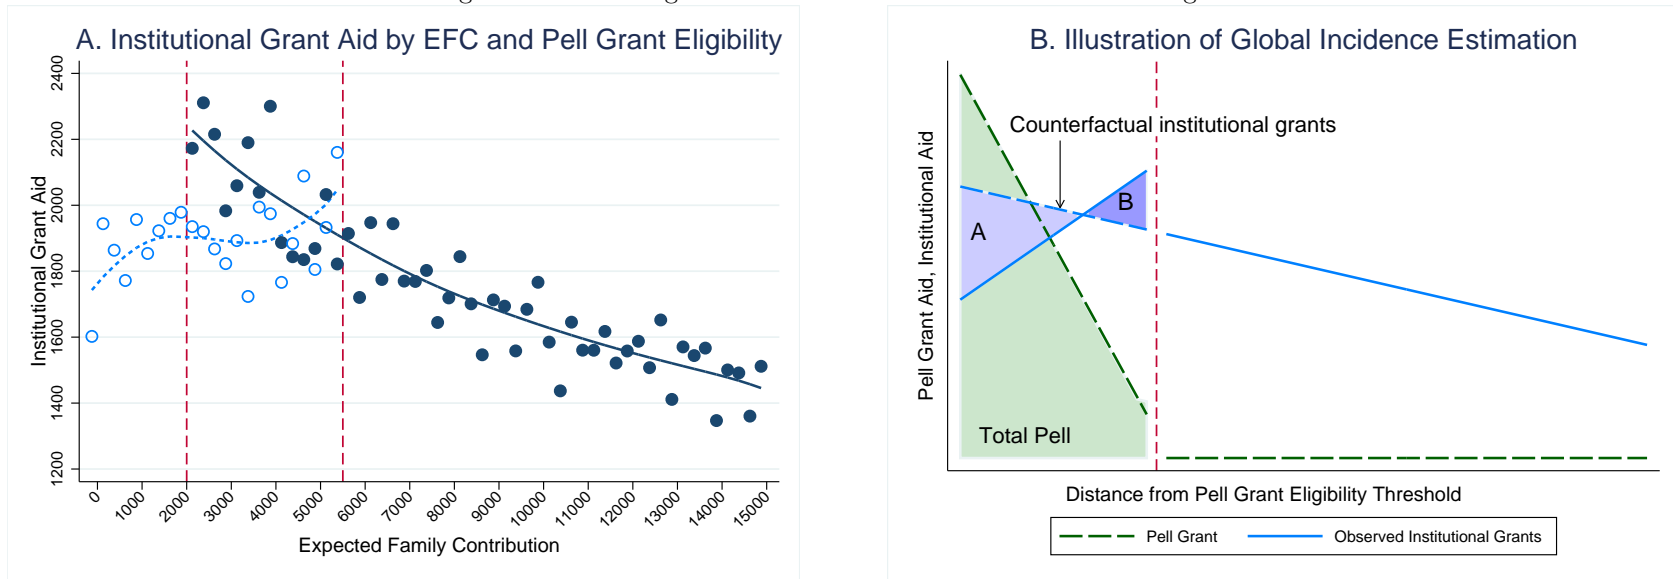 A. Institutional Grant Aid by EFC and Pell Grant Eligibility
Institutional Grant Aid
2400
2200
2000
1800
1600
1400
1200
0
1000
2000
3000
4000
5000
6000
7000
8000
9000
10000
11000
12000
13000
14000
15000
Expected Family Contribution
B. Illustration of Global Incidence Estimation
Pell Grant Aid, Institutional Aid
Counterfactual institutional grants
A
B
Total Pell
Distance from Pell Grant Eligibility Threshold
Pell Grant
Observed Institutional Grants